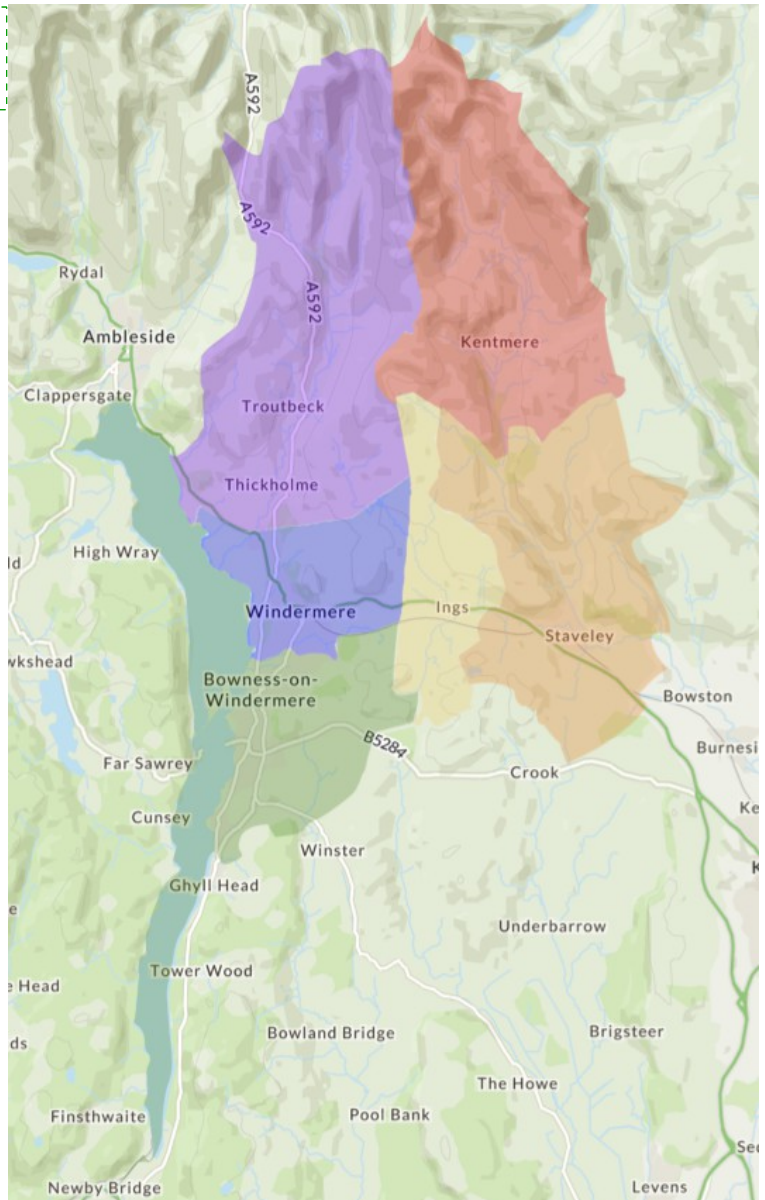 A592
A592
Rydal
A592
Ambleside
Kentmere
Clappersgate
Troutbeck
Thickholme
High Wray
ld
Windermere
Ings
Staveley
wkshead
Bowness-on-
Windermere
Bowston
B5284
Burnesi
Far Sawrey
Crook
Cunsey
Ke
Winster
K
Ghyll Head
e
Underbarrow
Tower Wood
e Head
Bowland Bridge
Brigsteer
ds
The Howe
Finsthwaite
Pool Bank
Sed
Newby Bridge
Levens